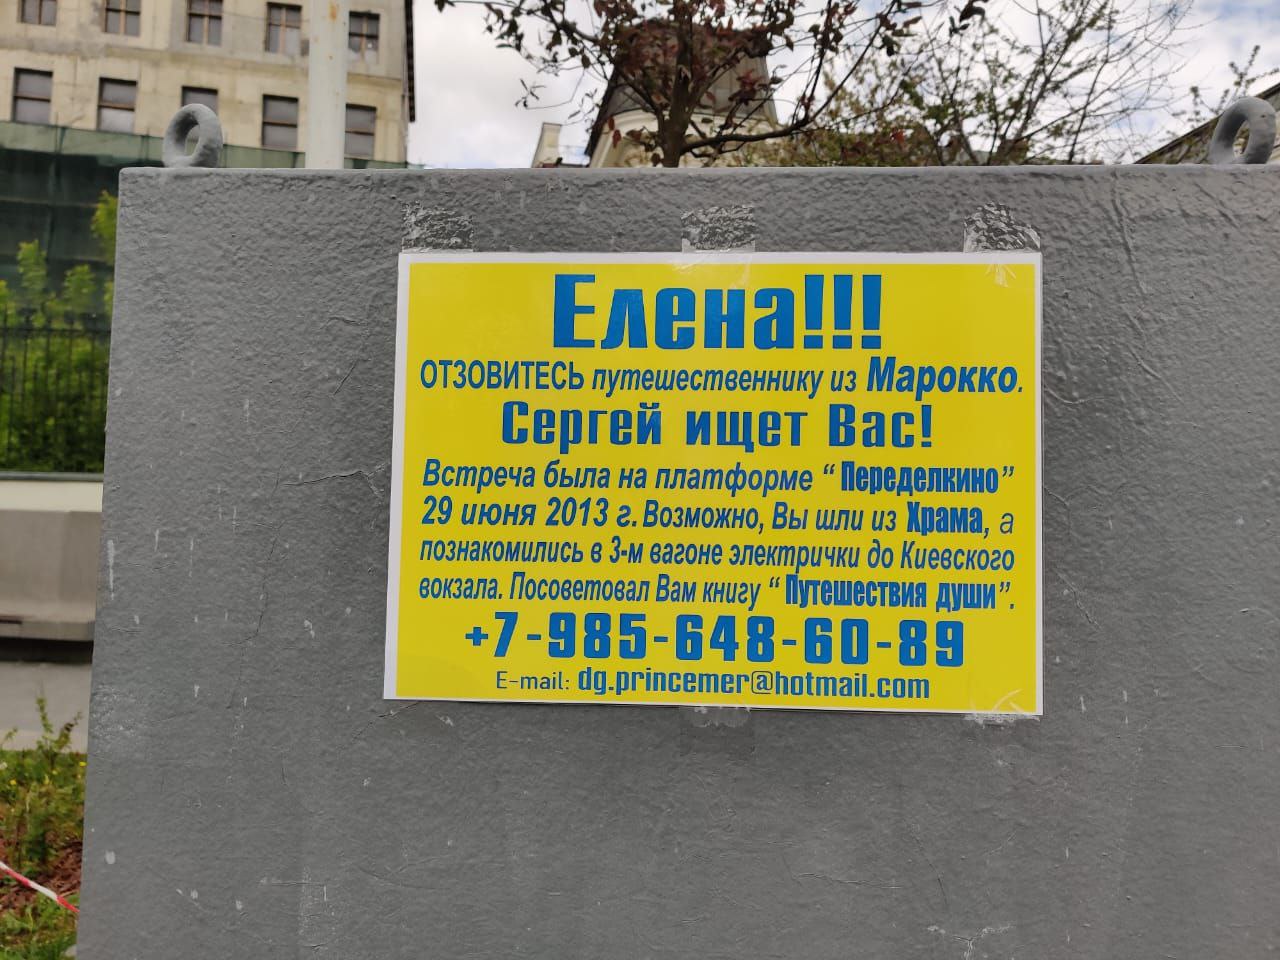 Елена!!!
ОТЗОВИТЕСЬ путешественнику из Марокко.
Сергей ищет Вас!
Встреча была на платформе “ Переделкино”
29 июня 2013 г. Возможно, Вы шли из Храма, а
познакомились в 3-м вагоне электрички до Киевского
вокзала. Посоветовал Вам книгу “ Путешествия души”.
+7-985-648-60-89
E-mail: dg.princemer@hotmail.com